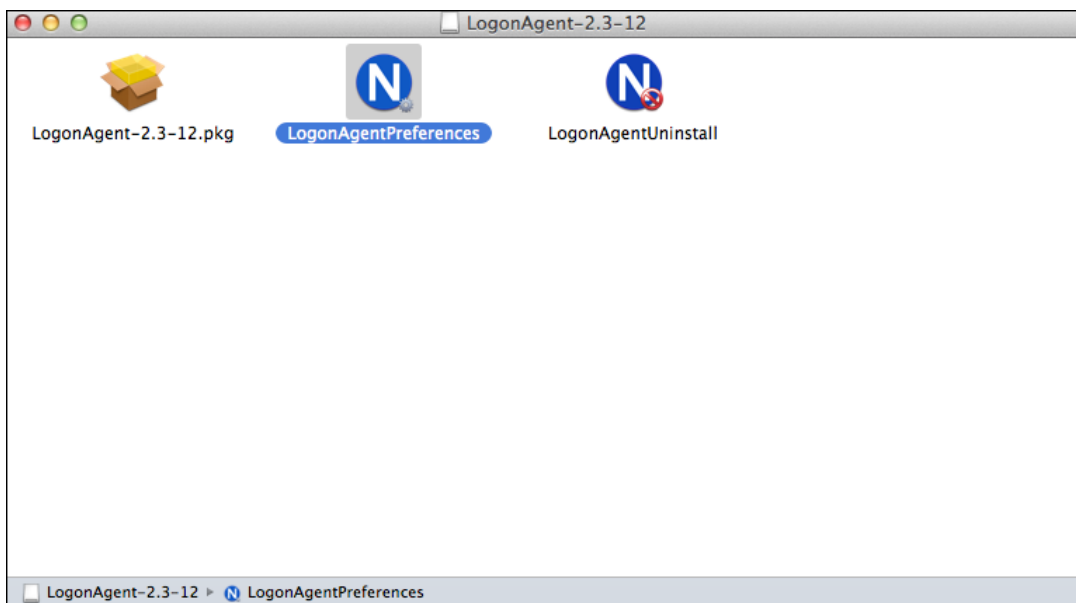 LogonAgent-2.3-12
N N
LogonAgent-2.3-12.pkg LogonAgentPreferences LogonAgentUninstall
LogonAgent-2.3-12 ▸ N LogonAgentPreferences